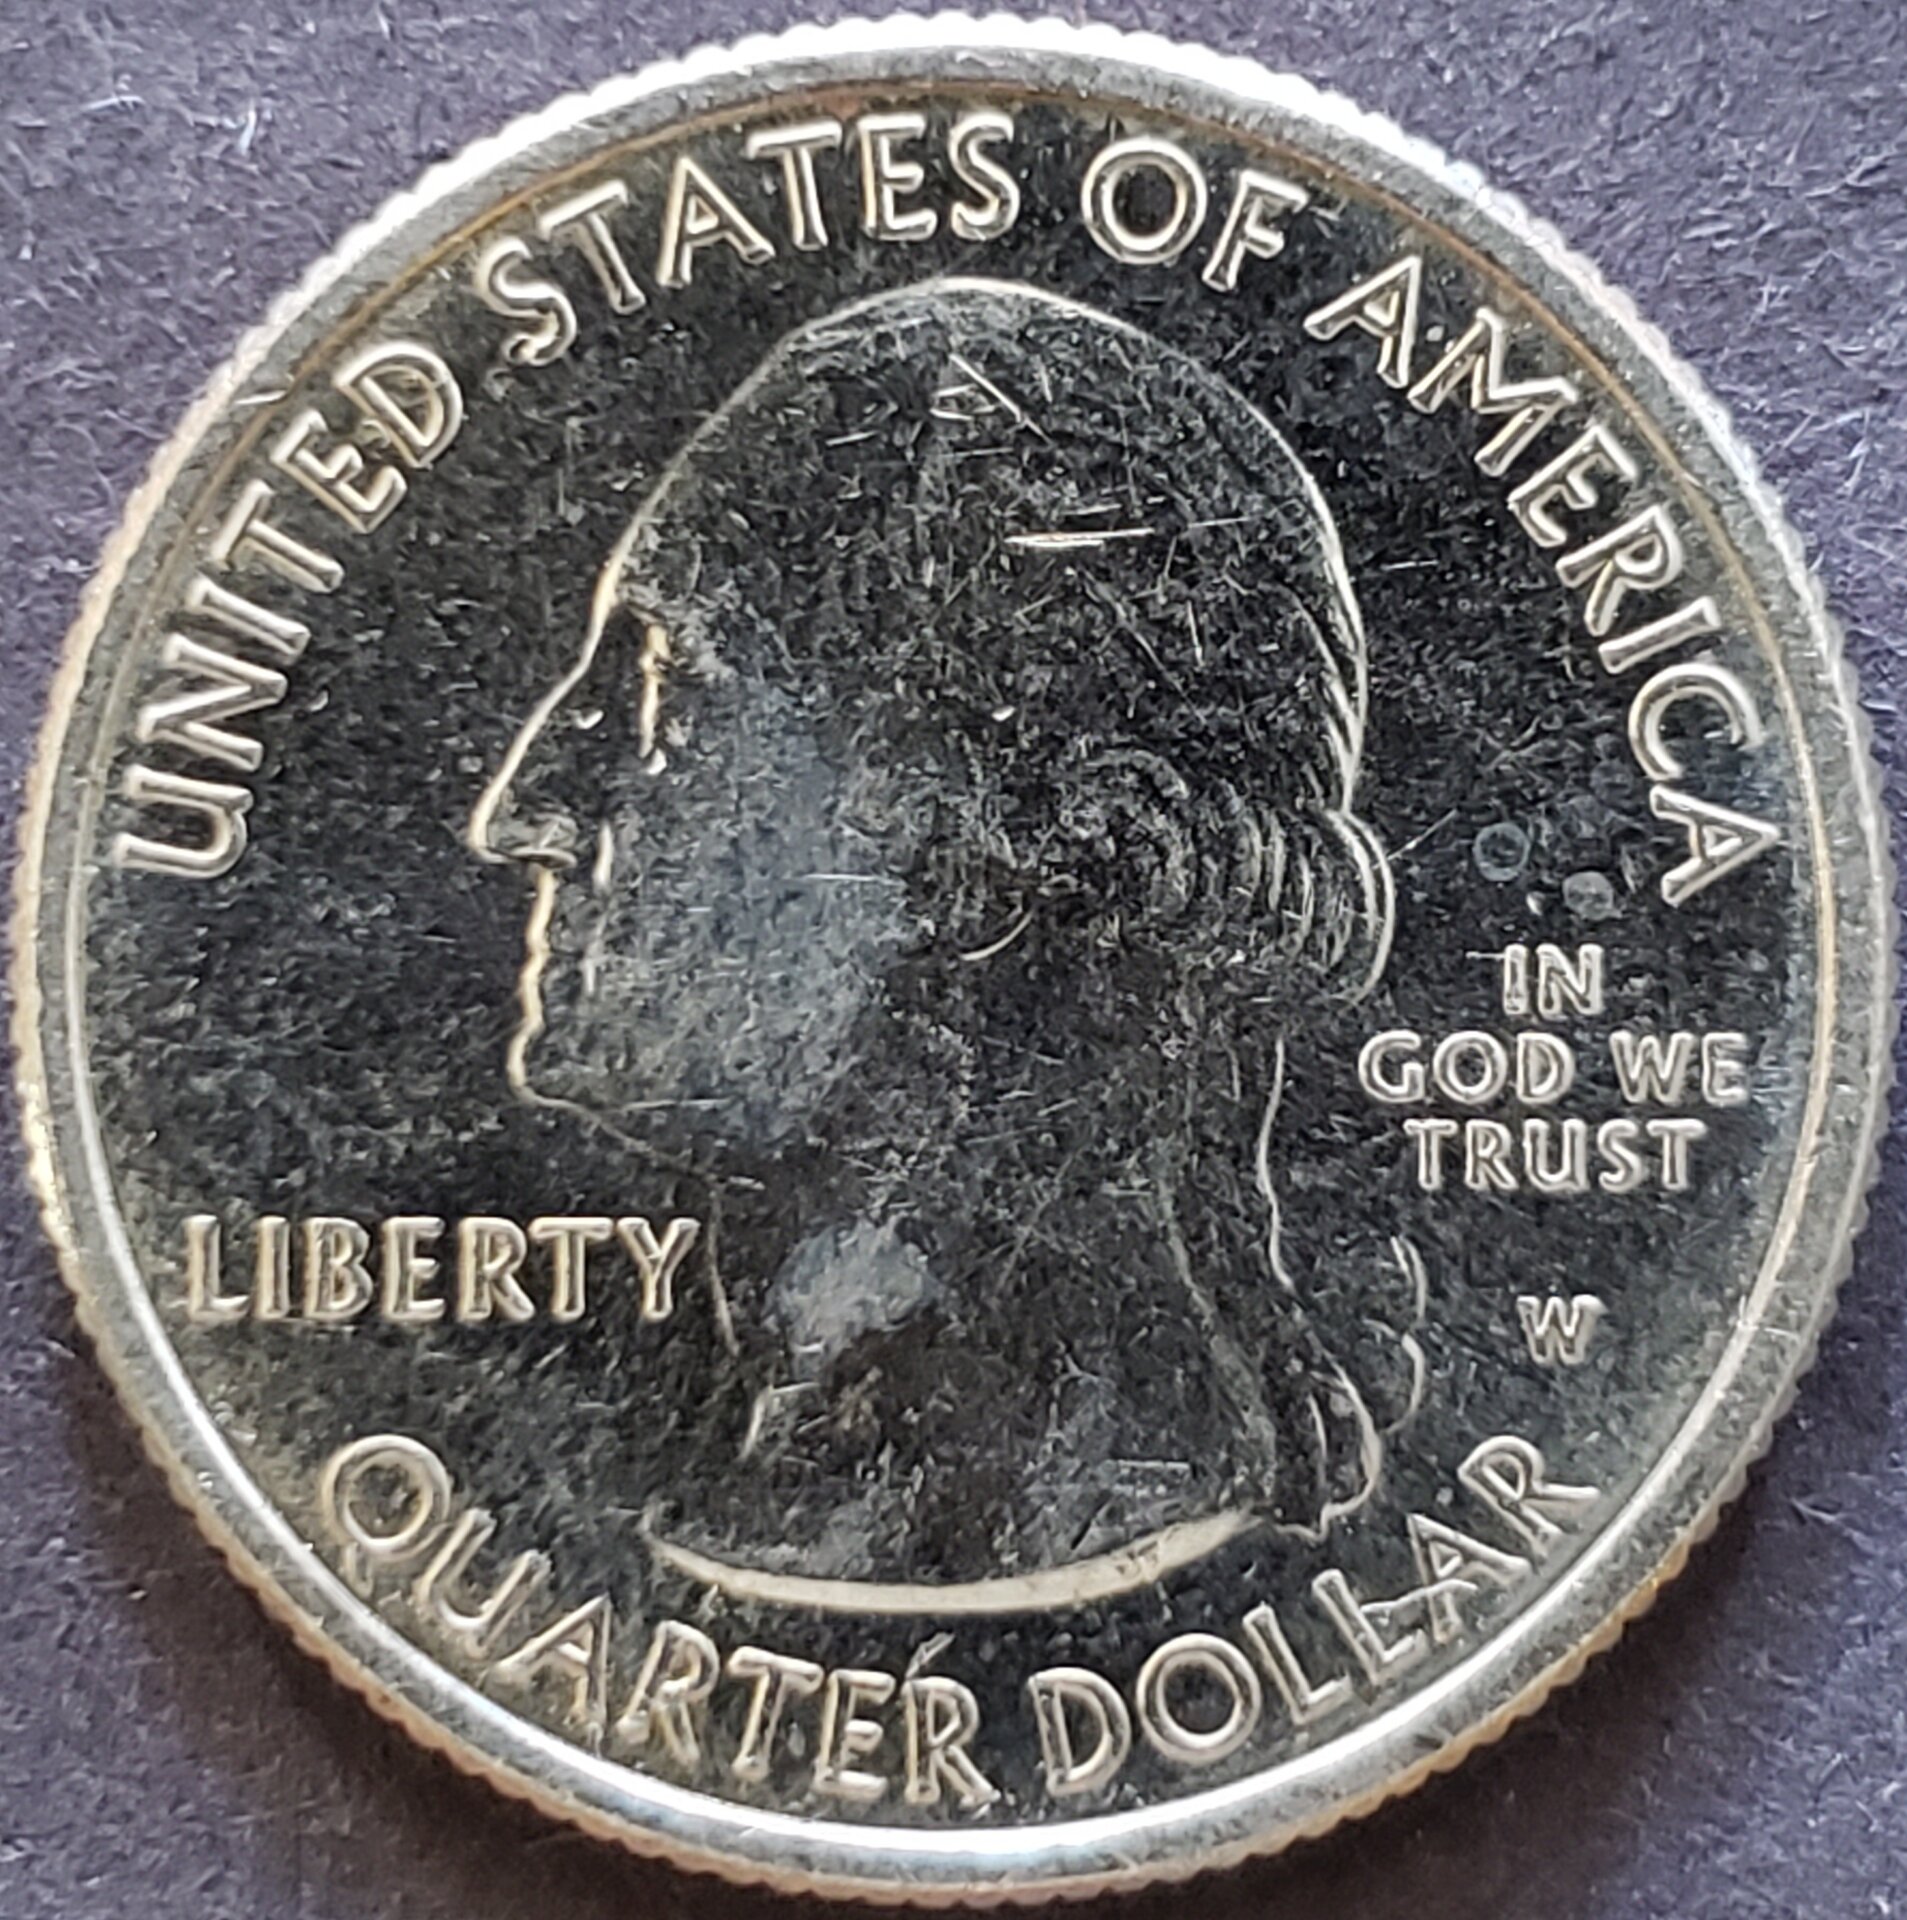 UNITED STATES OF AMERICA
IN
GOD WE
TRUST
LIBERTY
W
QUARTER DOLLAR